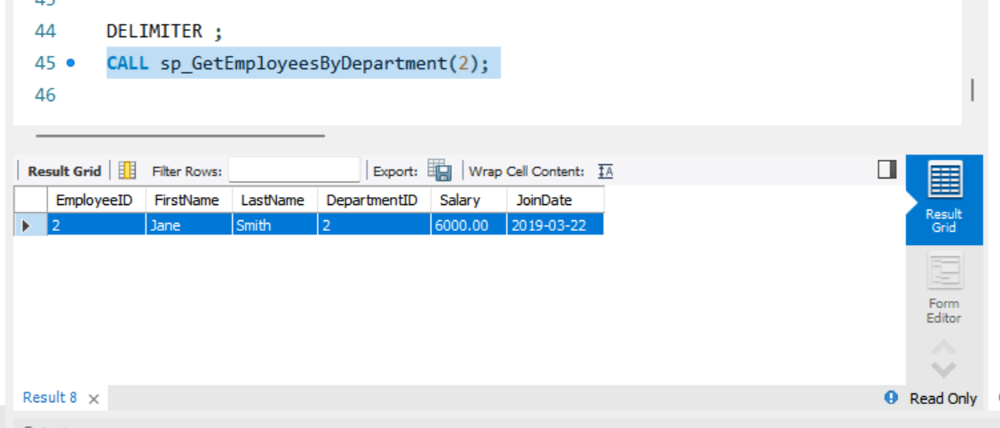 44 DELIMITER ;
45 CALL sp_GetEmployeesByDepartment(2);
46
Result Grid Filter Rows: Export: Wrap Cell Content: IA
EmployeeID FirstName LastName DepartmentID Salary JoinDate
2 Jane Smith 2 6000.00 2019-03-22
Result
Grid
Form
Editor
Result 8 × Read Only